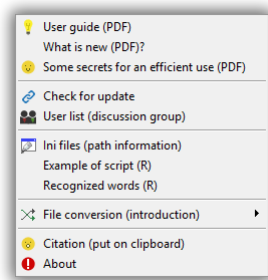 User guide (PDF)
What is new (PDF)?
Some secrets for an efficient use (PDF)
Check for update
User list (discussion group)
Ini files (path information)
Example of script (R)
Recognized words (R)
File conversion (introduction)
Citation (put on clipboard)
About